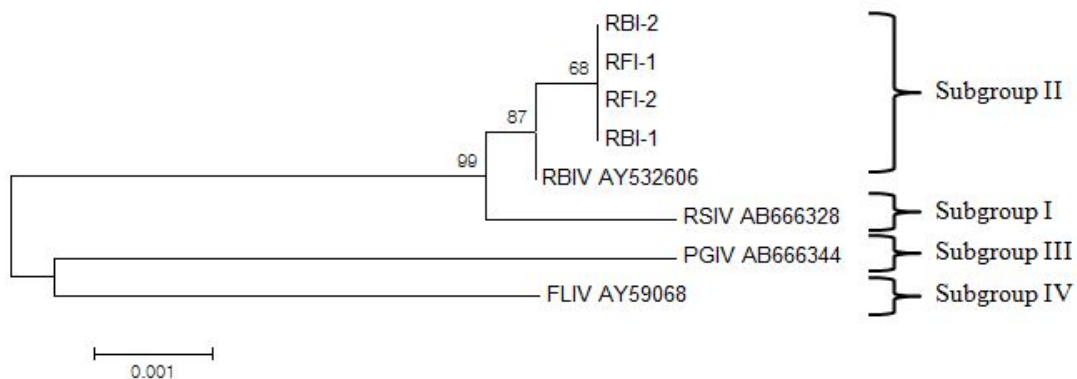 RBI-2
68
RFI-1
RFI-2
Subgroup II
87
RBI-1
99
RBIV AY532606
RSIV AB666328
Subgroup I
PGIV AB666344
Subgroup III
FLIV AY59068
Subgroup IV
0.001